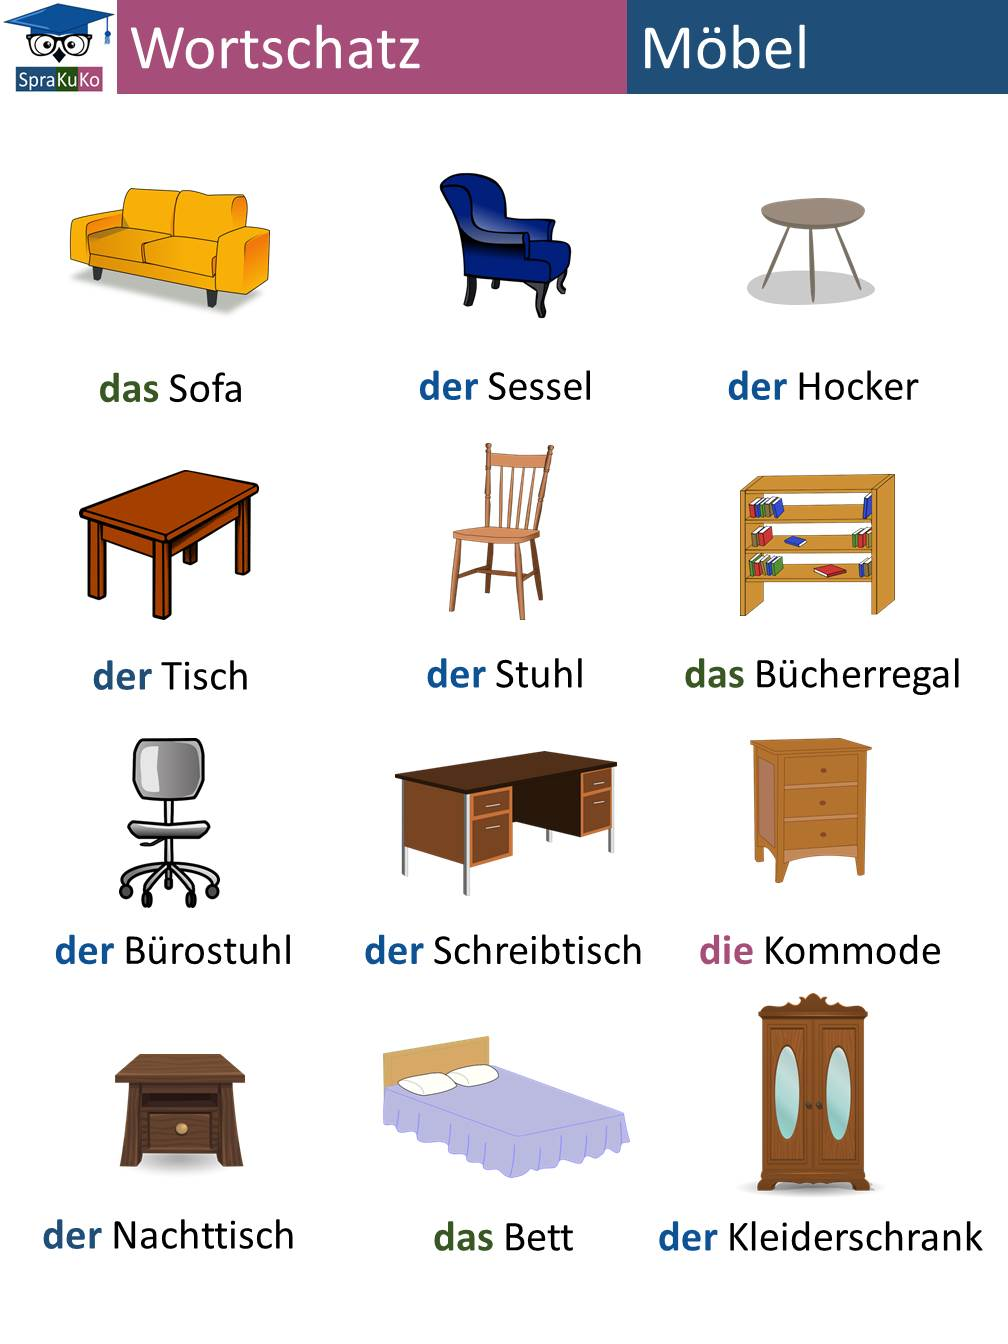 SpraKuKo
Wortschatz
Möbel
das Sofa
der Sessel
der Hocker
der Tisch
der Stuhl
das Bücherregal
der Bürostuhl
der Schreibtisch
die Kommode
der Nachttisch
das Bett
der Kleiderschrank